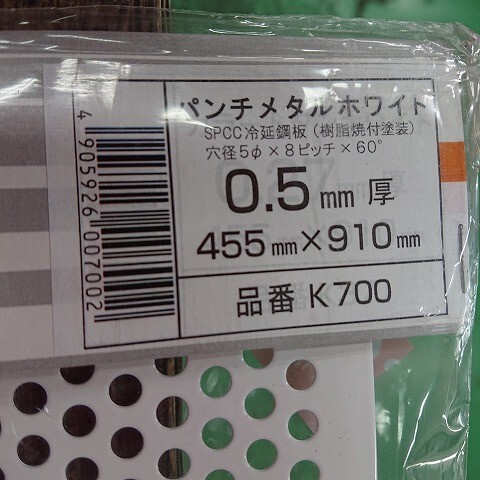 パンチメタルホワイト
SPCC冷延鋼板（樹脂焼付塗装）
穴径5φ×8ピッチ×60°
0.5mm厚
455mm×910mm
品番 K700
4 905926 007002